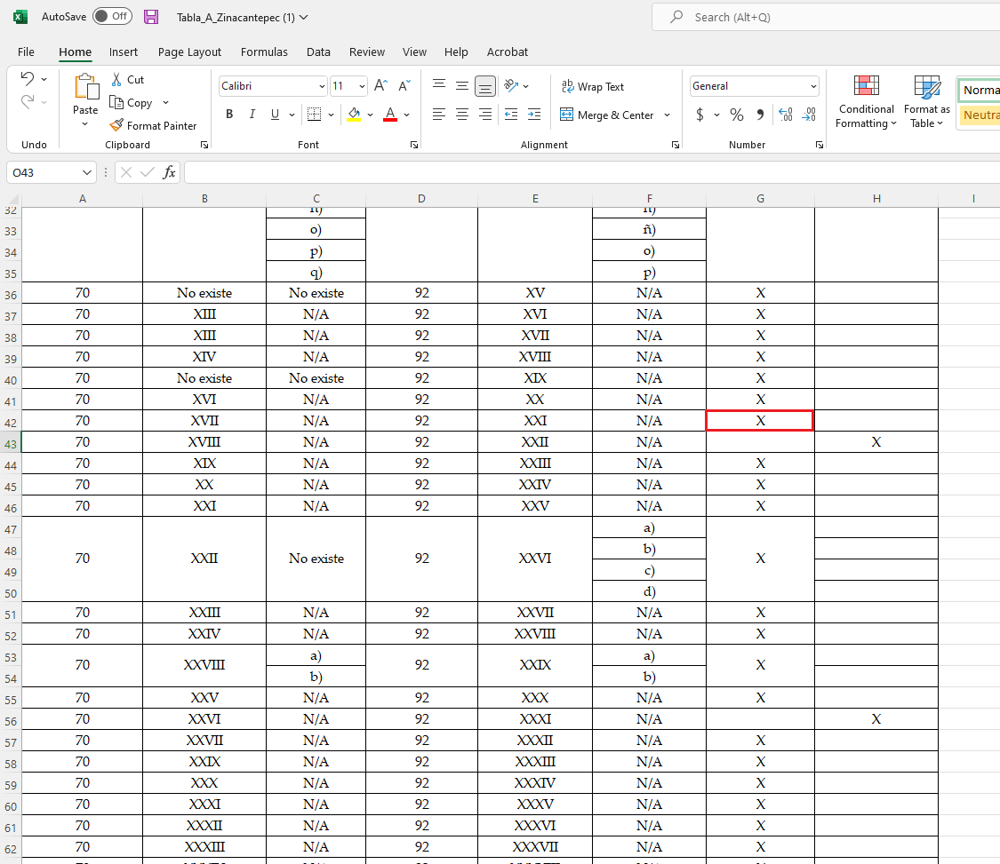 AutoSave Off Tabla_A_Zinacantepec (1) Search (Alt+Q)
File Home Insert Page Layout Formulas Data Review View Help Acrobat
Cut
Copy
Format Painter
Paste
Calibri 11 A A
B I U A
Wrap Text
Merge & Center
General
$ % 9 .00 .00
Conditional Formatting
Format as Table
Norma
Neutra
Undo Clipboard Font Alignment Number
O43 fx
A B C D E F G H I
32 n) n)
33 o) ñ)
34 p) o)
35 q) p)
36 70 No existe No existe 92 XV N/A X
37 70 XIII N/A 92 XVI N/A X
38 70 XIII N/A 92 XVII N/A X
39 70 XIV N/A 92 XVIII N/A X
40 70 No existe No existe 92 XIX N/A X
41 70 XVI N/A 92 XX N/A X
42 70 XVII N/A 92 XXI N/A X
43 70 XVIII N/A 92 XXII N/A X
44 70 XIX N/A 92 XXIII N/A X
45 70 XX N/A 92 XXIV N/A X
46 70 XXI N/A 92 XXV N/A X
47 a)
48 b)
70 XXII No existe 92 XXVI X
49 c)
50 d)
51 70 XXIII N/A 92 XXVII N/A X
52 70 XXIV N/A 92 XXVIII N/A X
53 a) a)
70 XXVIII 92 XXIX X
54 b) b)
55 70 XXV N/A 92 XXX N/A X
56 70 XXVI N/A 92 XXXI N/A X
57 70 XXVII N/A 92 XXXII N/A X
58 70 XXIX N/A 92 XXXIII N/A X
59 70 XXX N/A 92 XXXIV N/A X
60 70 XXXI N/A 92 XXXV N/A X
61 70 XXXII N/A 92 XXXVI N/A X
62 70 XXXIII N/A 92 XXXVII N/A X